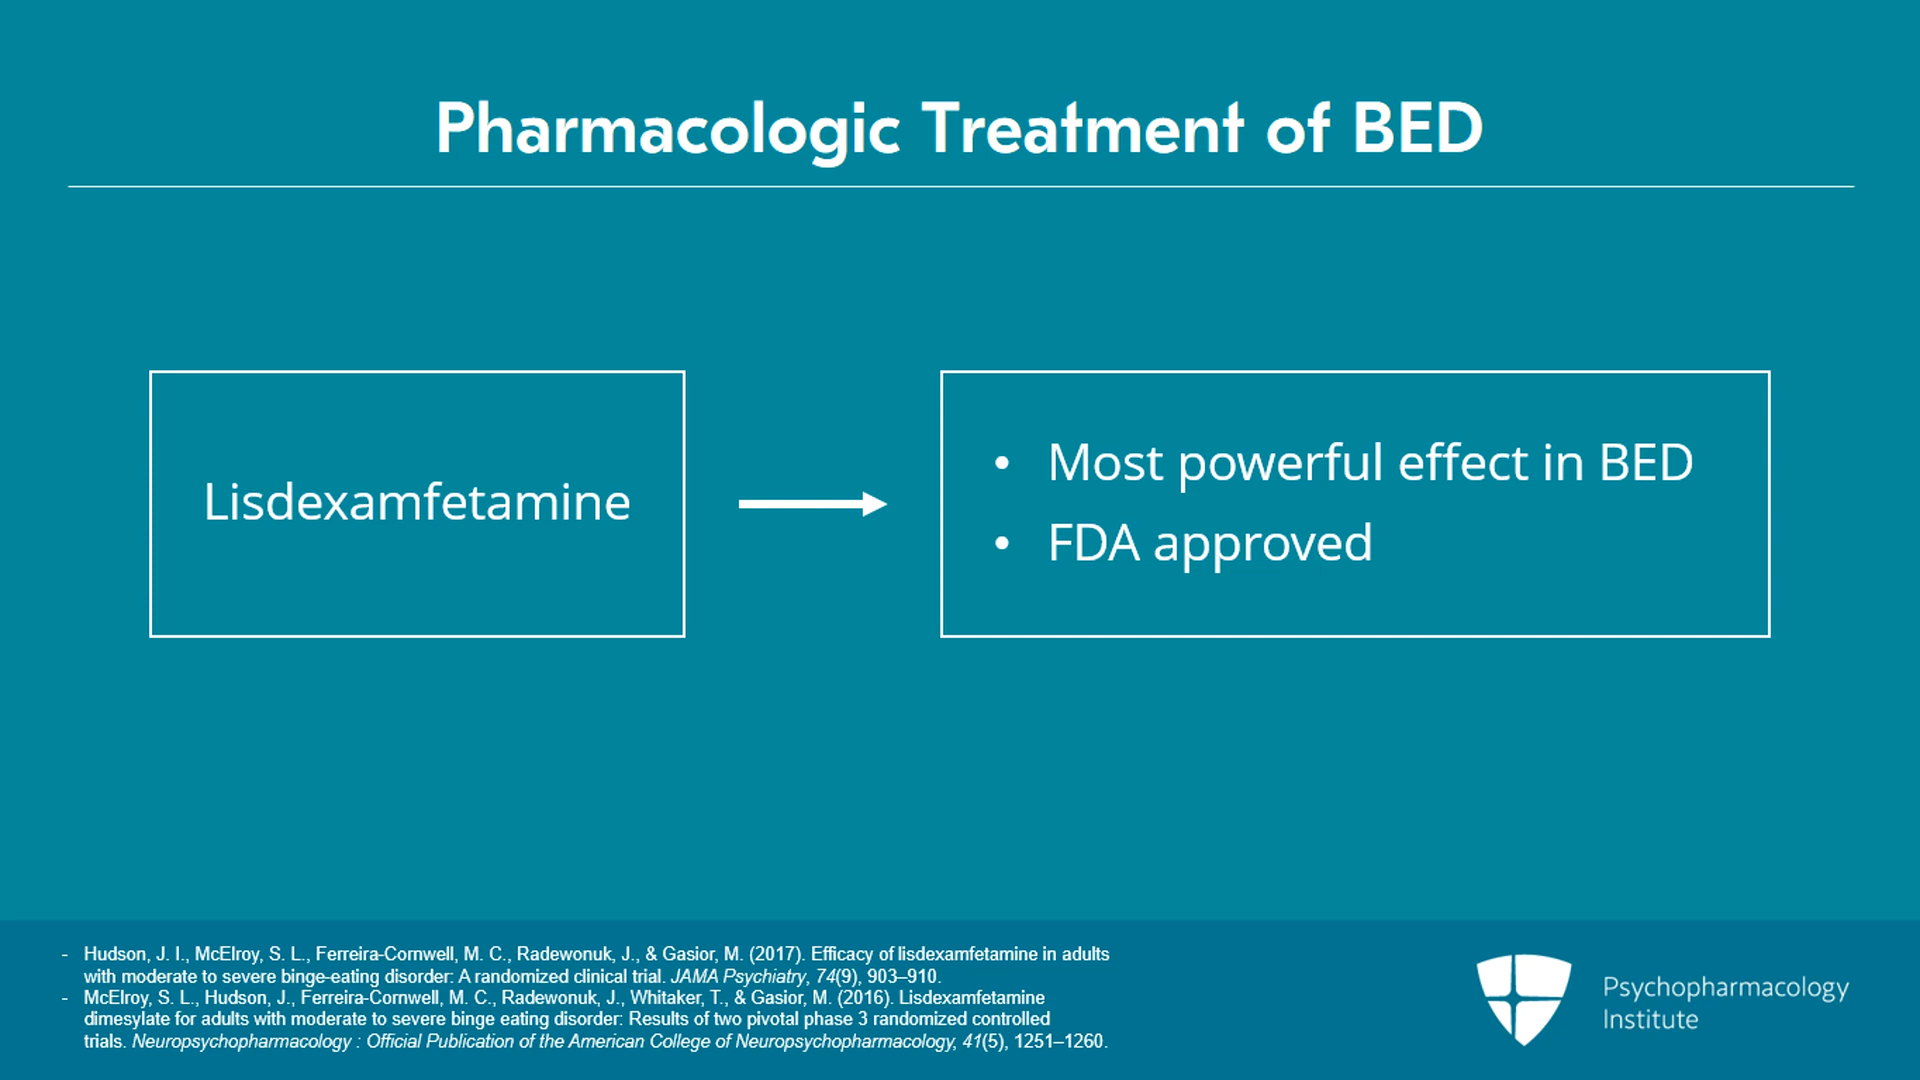 Pharmacologic Treatment of BED
Lisdexamfetamine
• Most powerful effect in BED
• FDA approved
- Hudson, J. I., McElroy, S. L., Ferreira-Cornwell, M. C., Radewonuk, J., & Gasior, M. (2017). Efficacy of lisdexamfetamine in adults
with moderate to severe binge-eating disorder: A randomized clinical trial. JAMA Psychiatry, 74(9), 903–910.
- McElroy, S. L., Hudson, J., Ferreira-Cornwell, M. C., Radewonuk, J., Whitaker, T., & Gasior, M. (2016). Lisdexamfetamine
dimesylate for adults with moderate to severe binge eating disorder: Results of two pivotal phase 3 randomized controlled
trials. Neuropsychopharmacology : Official Publication of the American College of Neuropsychopharmacology, 41(5), 1251–1260.
Psychopharmacology
Institute